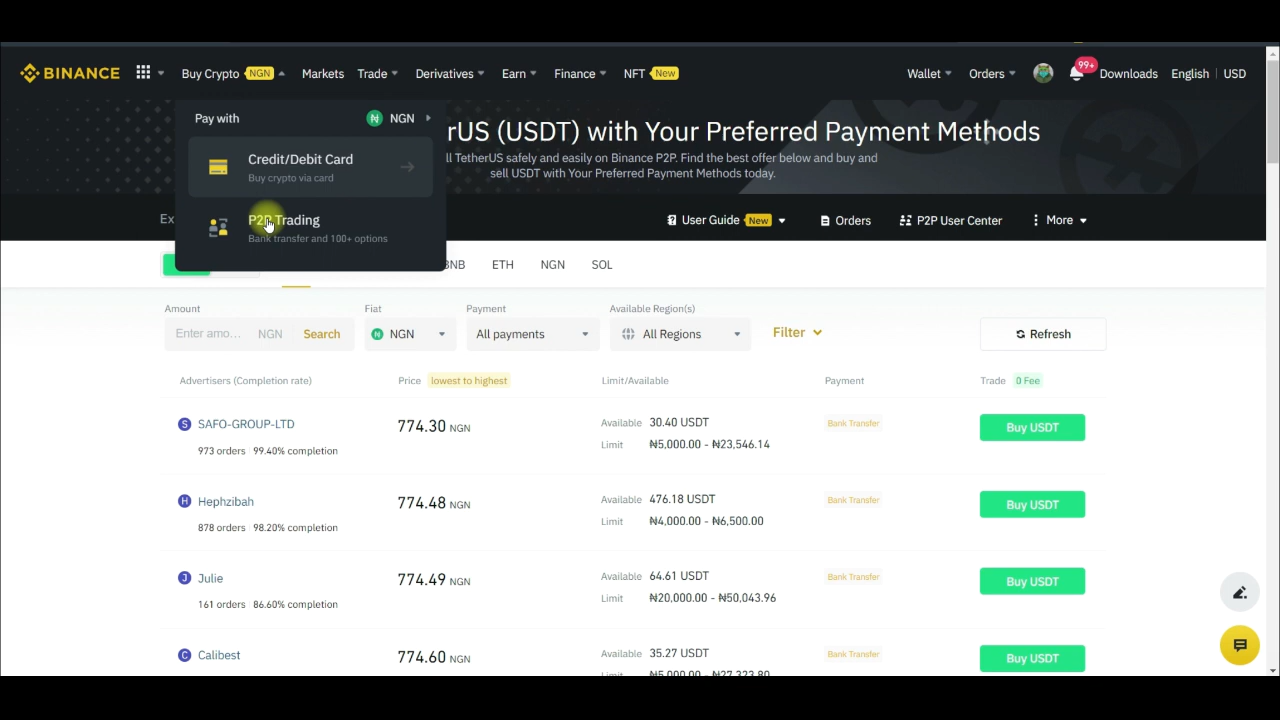 BINANCE Buy Crypto NGN Markets Trade Derivatives Earn Finance NFT New Wallet Orders 99+ Downloads English USD
Pay with NGN
Credit/Debit Card
Buy crypto via card
P2P Trading
Bank transfer and 100+ options
rUS (USDT) with Your Preferred Payment Methods
ll TetherUS safely and easily on Binance P2P. Find the best offer below and buy and
sell USDT with Your Preferred Payment Methods today.
Ex User Guide New Orders P2P User Center More
BNB ETH NGN SOL
Amount Fiat Payment Available Region(s)
Enter amo... NGN Search NGN All payments All Regions Filter Refresh
Advertisers (Completion rate) Price lowest to highest Limit/Available Payment Trade 0 Fee
S SAFO-GROUP-LTD 774.30 NGN Available 30.40 USDT Bank Transfer Buy USDT
973 orders 99.40% completion Limit ₦5,000.00 - ₦23,546.14
H Hephzibah 774.48 NGN Available 476.18 USDT Bank Transfer Buy USDT
878 orders 98.20% completion Limit ₦4,000.00 - ₦6,500.00
J Julie 774.49 NGN Available 64.61 USDT Bank Transfer Buy USDT
161 orders 86.60% completion Limit ₦20,000.00 - ₦50,043.96
C Calibest 774.60 NGN Available 35.27 USDT Bank Transfer Buy USDT
Limit ₦5,000.00 - ₦27,323.80